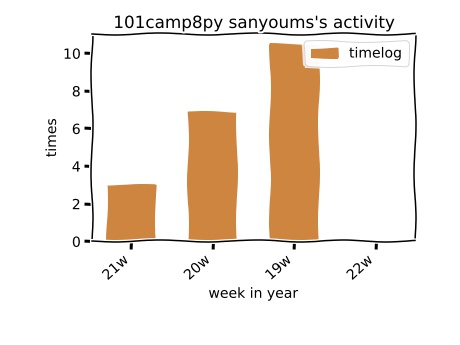 101camp8py sanyoums's activity
timelog
times
10
8
6
4
2
0
21w
20w
19w
22w
week in year